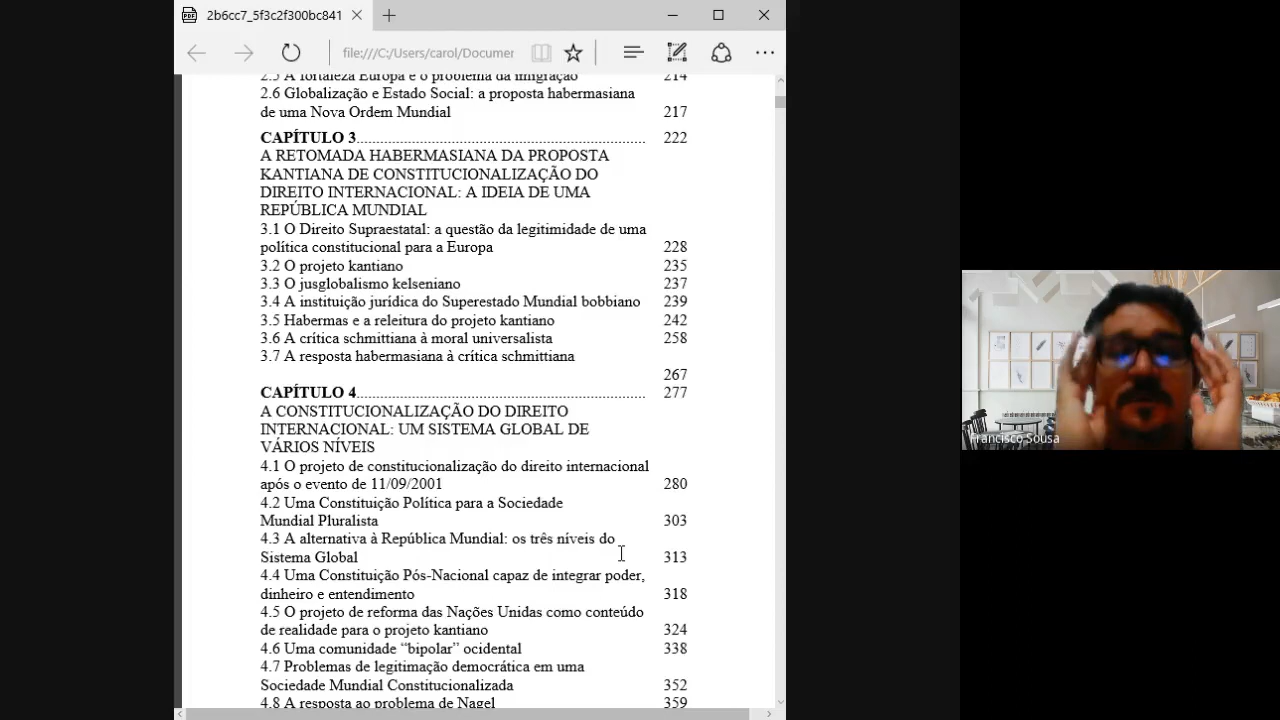 2b6cc7_5f3c2f300bc841
file:///C:/Users/carol/Documer
2.5 A fortaleza Europa e o problema da imigração 214
2.6 Globalização e Estado Social: a proposta habermasiana
de uma Nova Ordem Mundial 217
CAPÍTULO 3.......................................................................... 222
A RETOMADA HABERMASIANA DA PROPOSTA
KANTIANA DE CONSTITUCIONALIZAÇÃO DO
DIREITO INTERNACIONAL: A IDEIA DE UMA
REPÚBLICA MUNDIAL
3.1 O Direito Supraestatal: a questão da legitimidade de uma
política constitucional para a Europa 228
3.2 O projeto kantiano 235
3.3 O jusglobalismo kelseniano 237
3.4 A instituição jurídica do Superestado Mundial bobbiano 239
3.5 Habermas e a releitura do projeto kantiano 242
3.6 A crítica schmittiana à moral universalista 258
3.7 A resposta habermasiana à crítica schmittiana
267
CAPÍTULO 4.......................................................................... 277
A CONSTITUCIONALIZAÇÃO DO DIREITO
INTERNACIONAL: UM SISTEMA GLOBAL DE
VÁRIOS NÍVEIS
4.1 O projeto de constitucionalização do direito internacional
após o evento de 11/09/2001 280
4.2 Uma Constituição Política para a Sociedade
Mundial Pluralista 303
4.3 A alternativa à República Mundial: os três níveis do
Sistema Global 313
4.4 Uma Constituição Pós-Nacional capaz de integrar poder,
dinheiro e entendimento 318
4.5 O projeto de reforma das Nações Unidas como conteúdo
de realidade para o projeto kantiano 324
4.6 Uma comunidade “bipolar” ocidental 338
4.7 Problemas de legitimação democrática em uma
Sociedade Mundial Constitucionalizada 352
4.8 A resposta ao problema de Nagel 359
Francisco Sousa